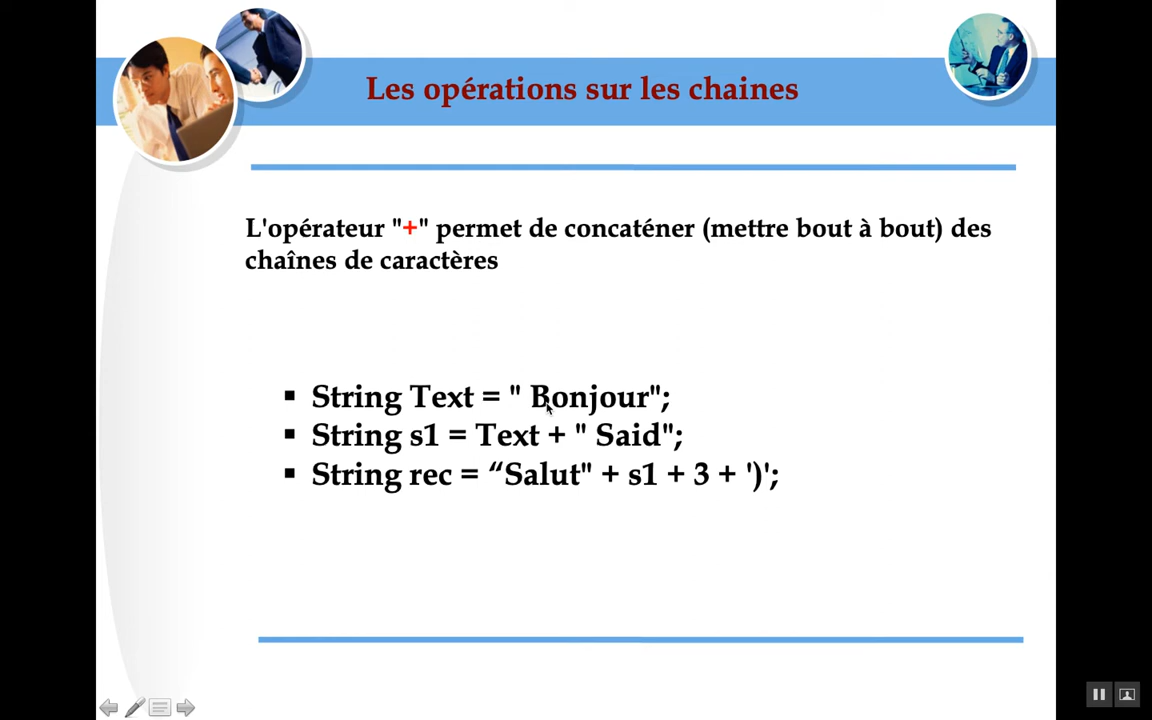 Les opérations sur les chaines
L'opérateur "+" permet de concaténer (mettre bout à bout) des
chaînes de caractères
▪ String Text = " Bonjour";
▪ String s1 = Text + " Said";
▪ String rec = “Salut" + s1 + 3 + ')';